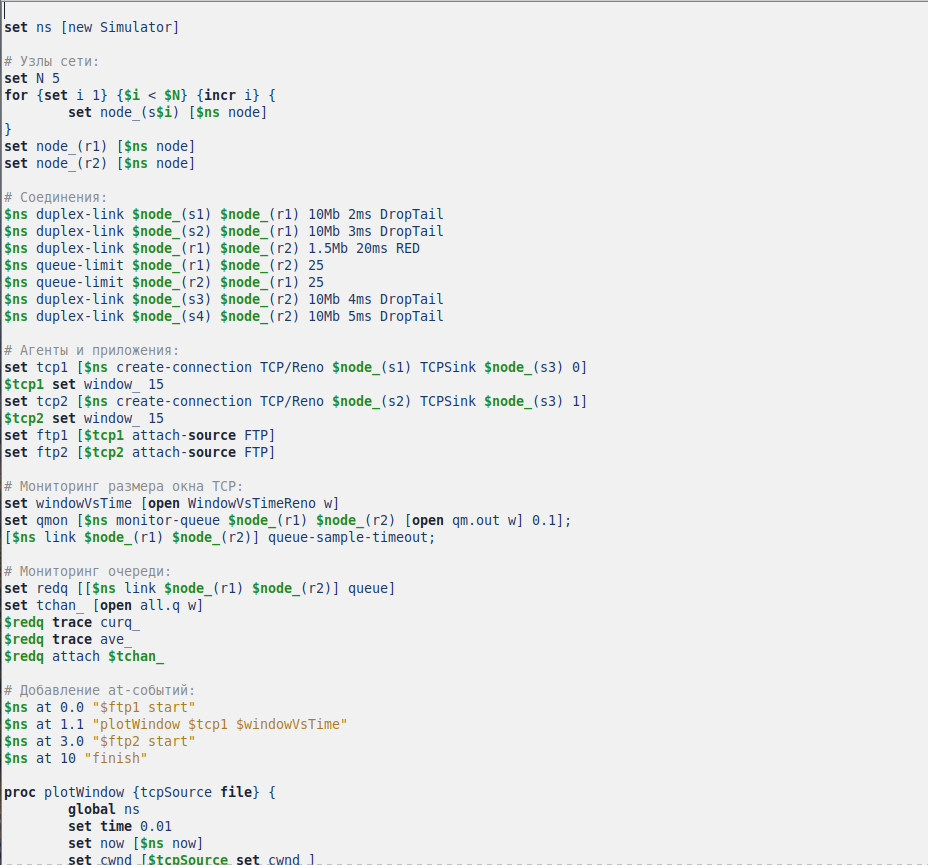 set ns [new Simulator]
# Узлы сети:
set N 5
for {set i 1} {$i < $N} {incr i} {
        set node_(s$i) [$ns node]
}
set node_(r1) [$ns node]
set node_(r2) [$ns node]
# Соединения:
$ns duplex-link $node_(s1) $node_(r1) 10Mb 2ms DropTail
$ns duplex-link $node_(s2) $node_(r1) 10Mb 3ms DropTail
$ns duplex-link $node_(r1) $node_(r2) 1.5Mb 20ms RED
$ns queue-limit $node_(r1) $node_(r2) 25
$ns queue-limit $node_(r2) $node_(r1) 25
$ns duplex-link $node_(s3) $node_(r2) 10Mb 4ms DropTail
$ns duplex-link $node_(s4) $node_(r2) 10Mb 5ms DropTail
# Агенты и приложения:
set tcp1 [$ns create-connection TCP/Reno $node_(s1) TCPSink $node_(s3) 0]
$tcp1 set window_ 15
set tcp2 [$ns create-connection TCP/Reno $node_(s2) TCPSink $node_(s3) 1]
$tcp2 set window_ 15
set ftp1 [$tcp1 attach-source FTP]
set ftp2 [$tcp2 attach-source FTP]
# Мониторинг размера окна TCP:
set windowVsTime [open WindowVsTimeReno w]
set qmon [$ns monitor-queue $node_(r1) $node_(r2) [open qm.out w] 0.1];
[$ns link $node_(r1) $node_(r2)] queue-sample-timeout;
# Мониторинг очереди:
set redq [[$ns link $node_(r1) $node_(r2)] queue]
set tchan_ [open all.q w]
$redq trace curq_
$redq trace ave_
$redq attach $tchan_
# Добавление at-событий:
$ns at 0.0 "$ftp1 start"
$ns at 1.1 "plotWindow $tcp1 $windowVsTime"
$ns at 3.0 "$ftp2 start"
$ns at 10 "finish"
proc plotWindow {tcpSource file} {
        global ns
        set time 0.01
        set now [$ns now]
        set cwnd [$tcpSource set cwnd_]